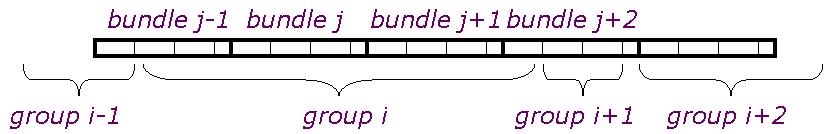 bundle j-1 bundle j bundle j+1 bundle j+2
group i-1 group i group i+1 group i+2